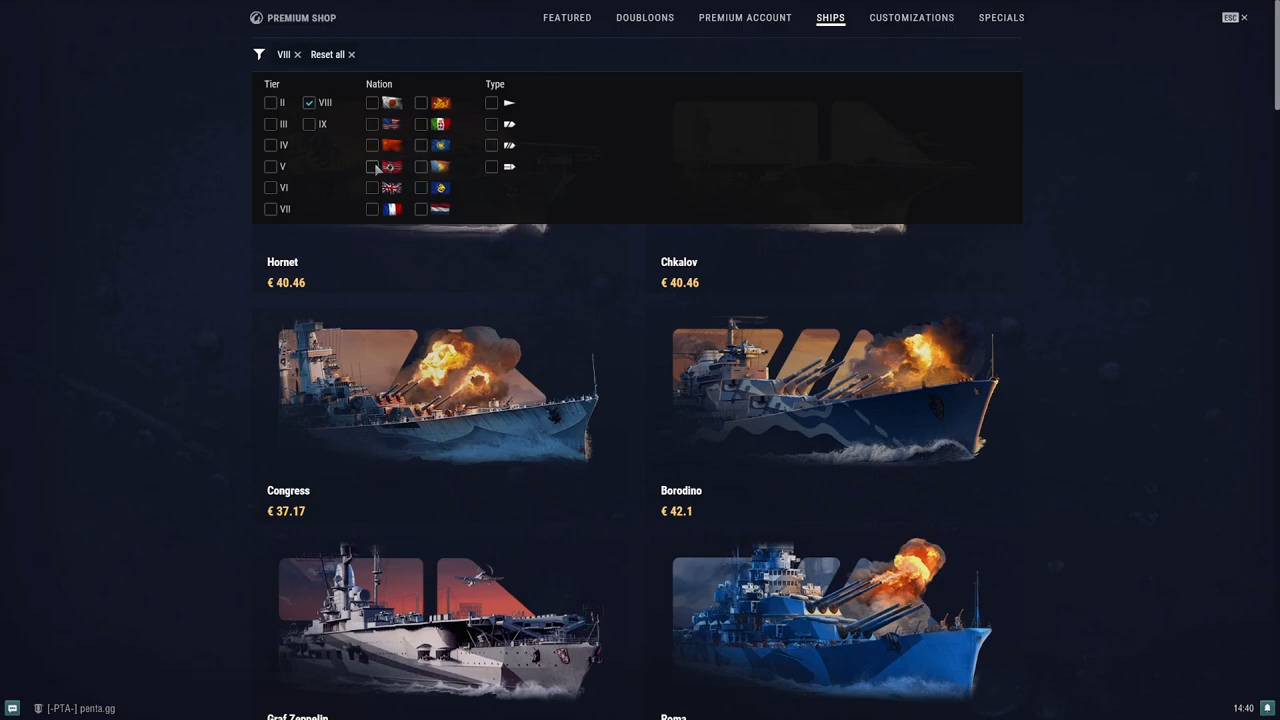 PREMIUM SHOP
FEATURED
DOUBLOONS
PREMIUM ACCOUNT
SHIPS
CUSTOMIZATIONS
SPECIALS
ESC ×
VIII ×
Reset all ×
Tier
Nation
Type
II
VIII
III
IX
IV
V
VI
VII
Hornet
€ 40.46
Chkalov
€ 40.46
Congress
€ 37.17
Borodino
€ 42.1
Graf Zeppelin
Roma
[-PTA-] penta.gg
14:40